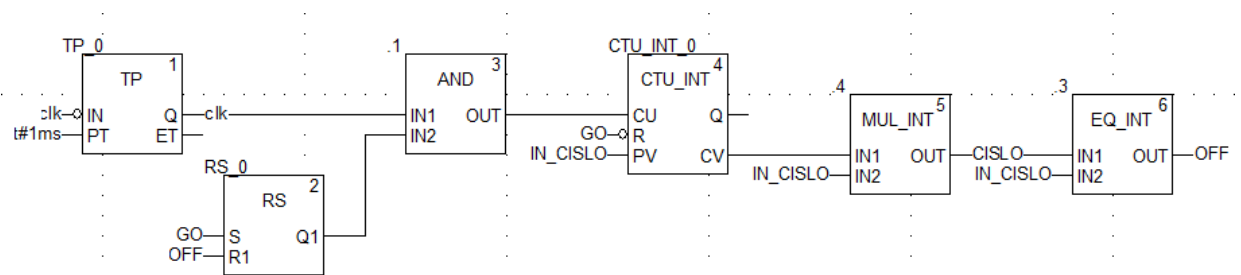 TP_0
1
TP
clk
IN
Q
clk
t#1ms
PT
ET
RS_0
2
RS
GO
S
Q1
OFF
R1
.1
3
AND
IN1
OUT
IN2
CTU_INT_0
4
CTU_INT
CU
Q
GO
R
IN_CISLO
PV
CV
.4
5
MUL_INT
IN1
OUT
CISLO
IN_CISLO
IN2
.3
6
EQ_INT
IN1
OUT
OFF
IN_CISLO
IN2